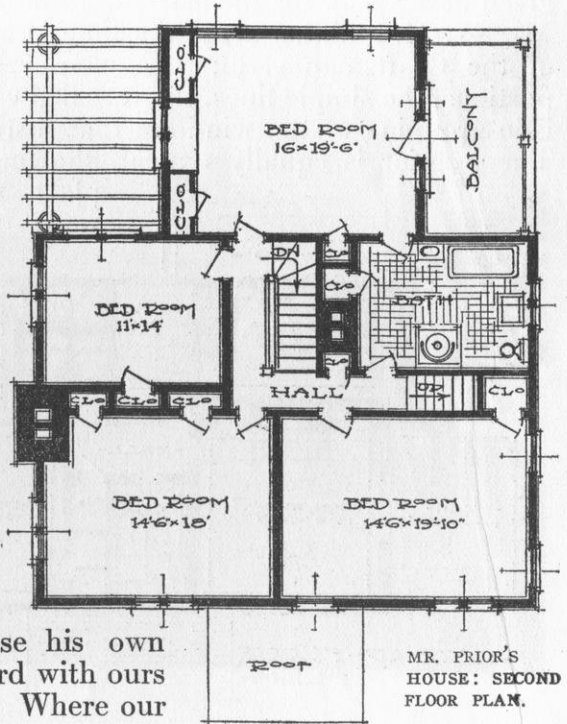 CLO
BED ROOM
16×19'-6"
BALCONY
CLO
DN
CLO
CLO
BATH
BED ROOM
11'×14'
CLO
HALL
UP
CLO
CLO
CLO
CLO
BED ROOM
14'6"×18'
BED ROOM
14'6"×19'-10"
se his own
rd with ours
Where our
ROOF
MR. PRIOR'S
HOUSE: SECOND
FLOOR PLAN.